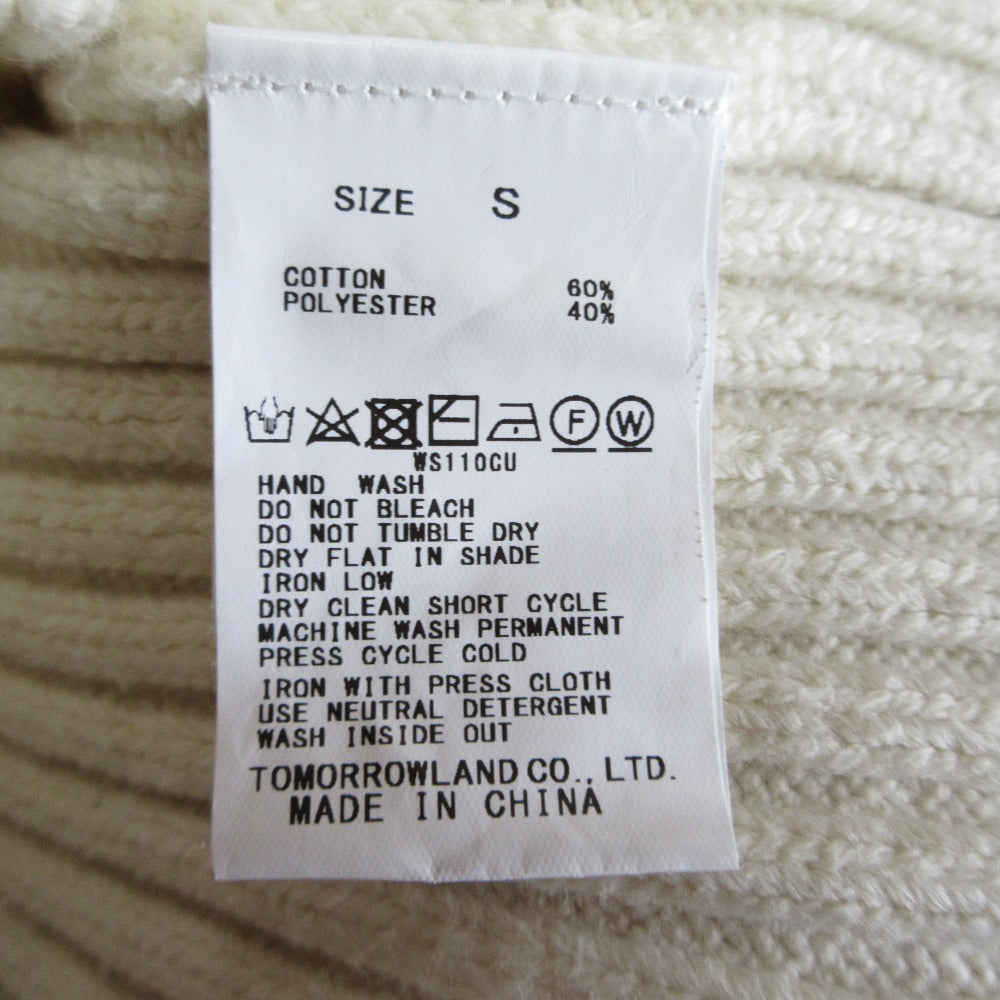 SIZE S
COTTON 60%
POLYESTER 40%
F W
WS110CU
HAND WASH
DO NOT BLEACH
DO NOT TUMBLE DRY
DRY FLAT IN SHADE
IRON LOW
DRY CLEAN SHORT CYCLE
MACHINE WASH PERMANENT
PRESS CYCLE COLD
IRON WITH PRESS CLOTH
USE NEUTRAL DETERGENT
WASH INSIDE OUT
TOMORROWLAND CO., LTD.
MADE IN CHINA